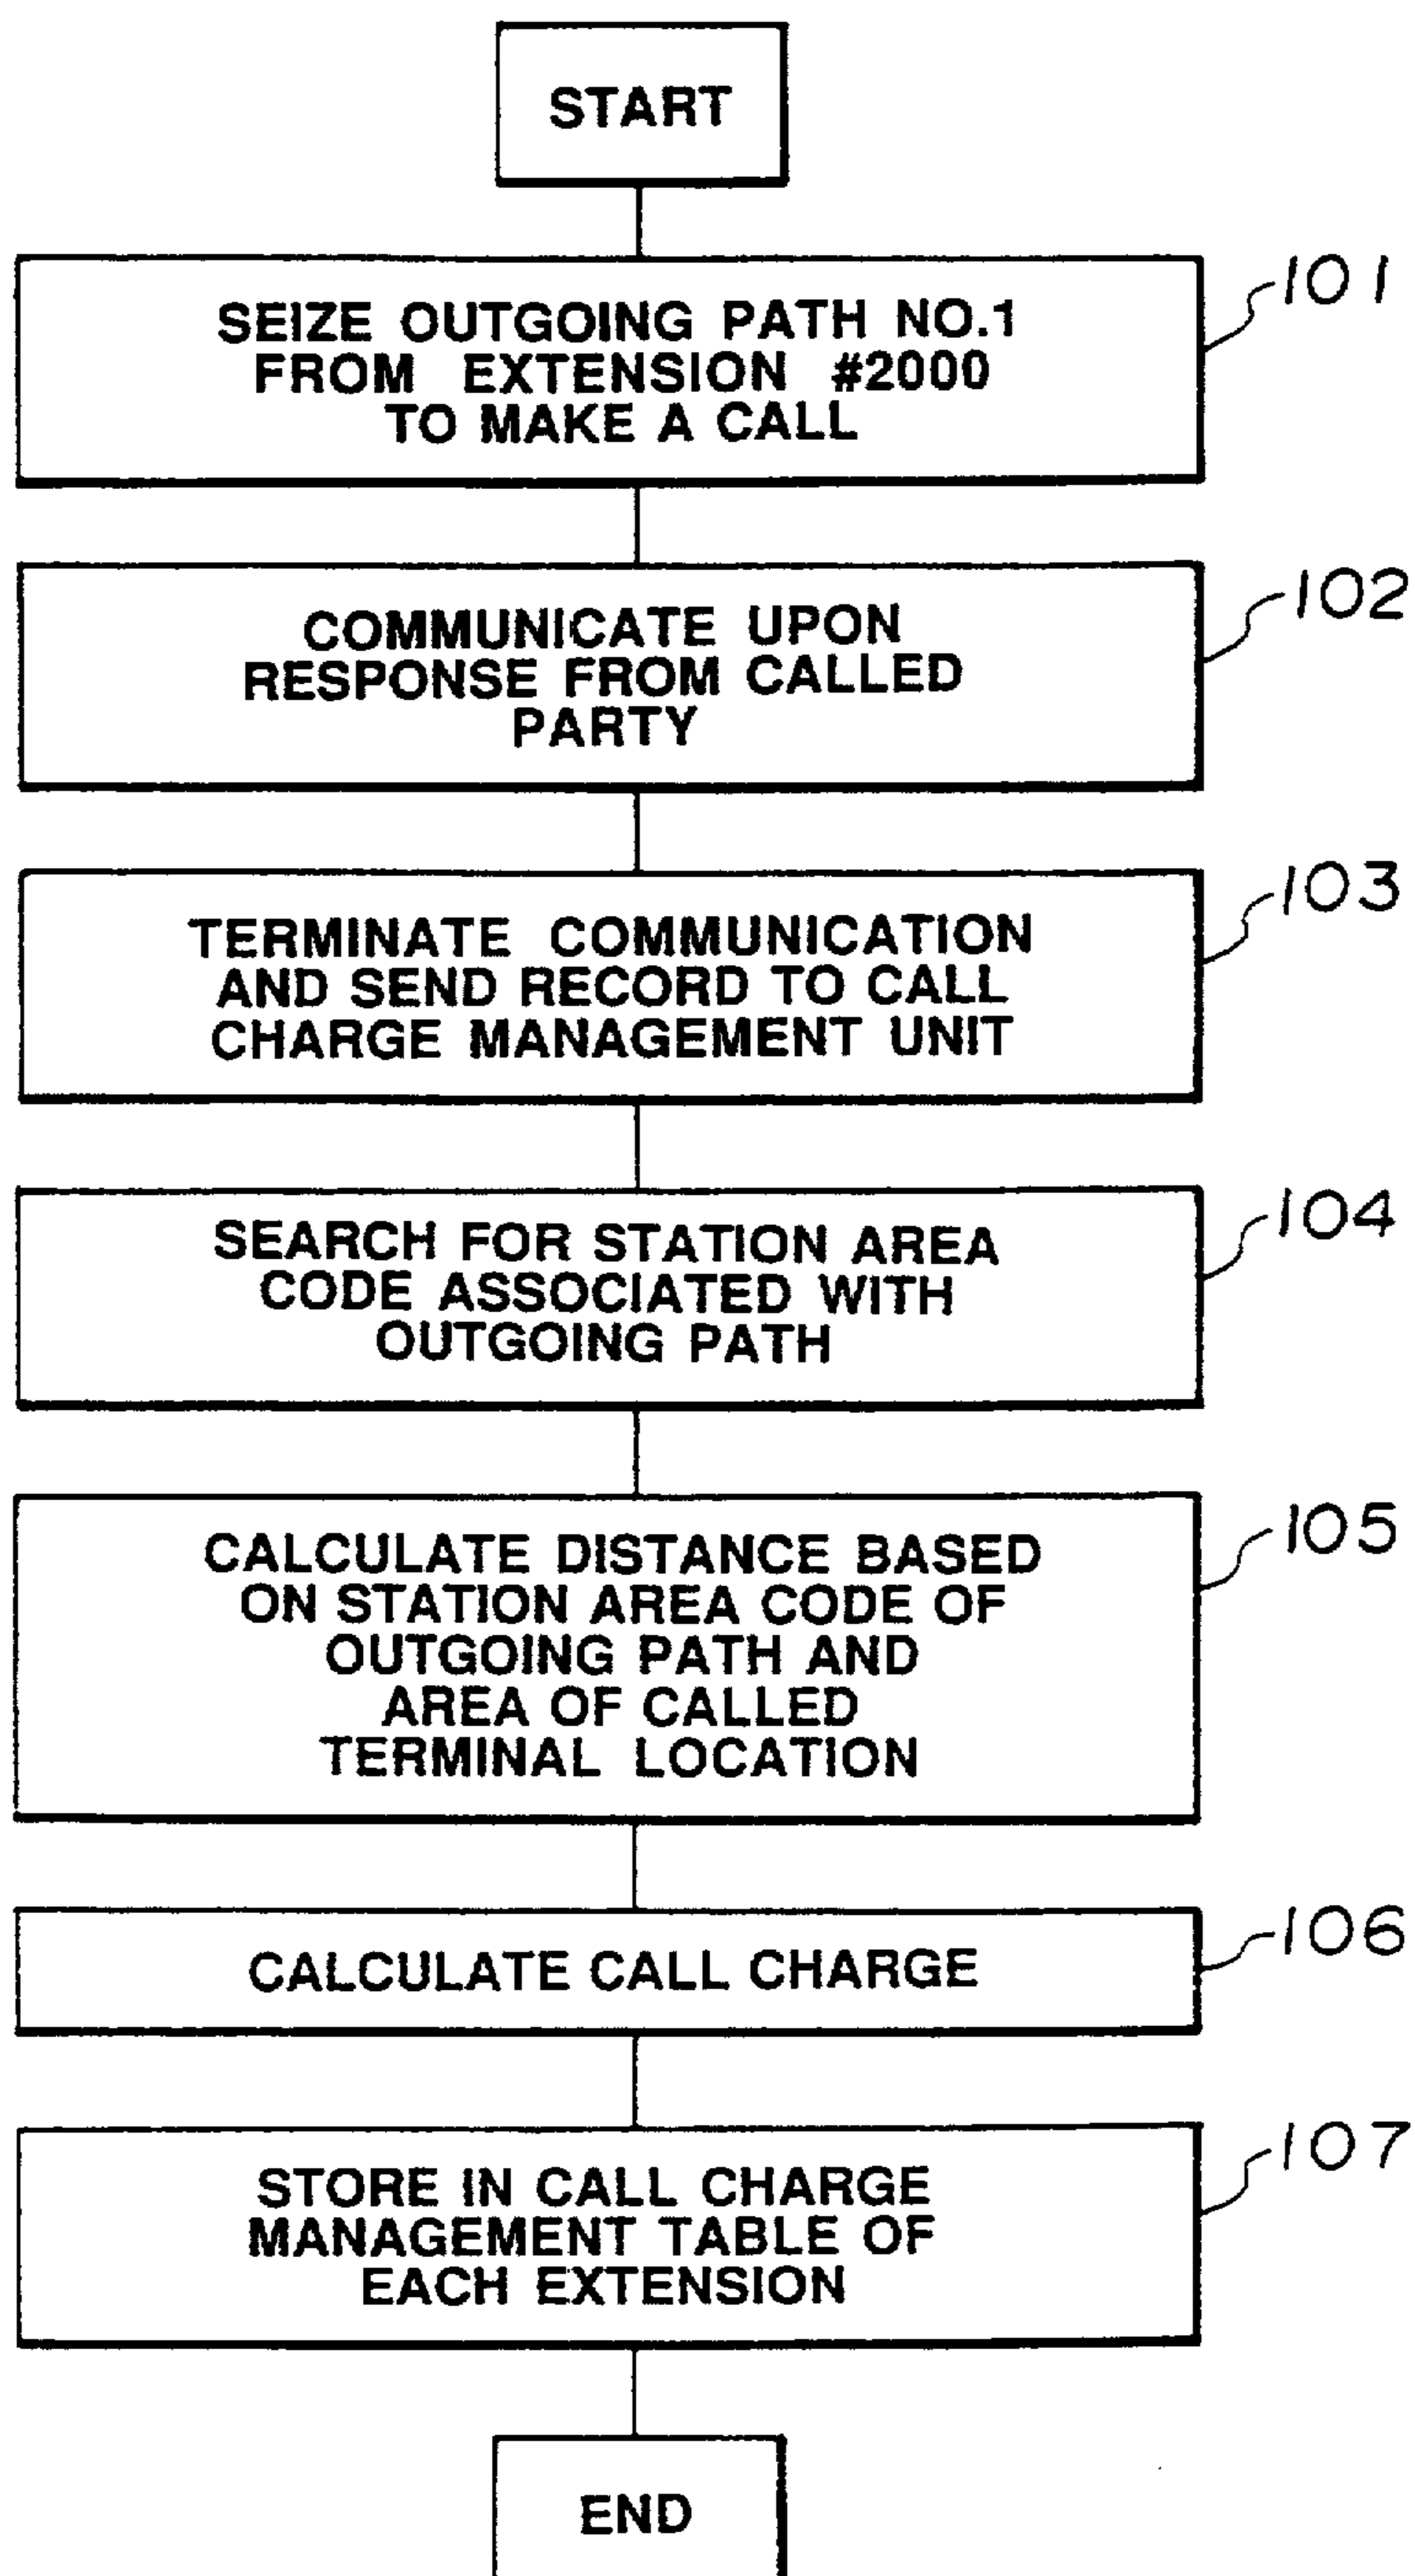 START
101
SEIZE OUTGOING PATH NO.1
FROM EXTENSION #2000
TO MAKE A CALL
102
COMMUNICATE UPON
RESPONSE FROM CALLED
PARTY
103
TERMINATE COMMUNICATION
AND SEND RECORD TO CALL
CHARGE MANAGEMENT UNIT
104
SEARCH FOR STATION AREA
CODE ASSOCIATED WITH
OUTGOING PATH
105
CALCULATE DISTANCE BASED
ON STATION AREA CODE OF
OUTGOING PATH AND
AREA OF CALLED
TERMINAL LOCATION
106
CALCULATE CALL CHARGE
107
STORE IN CALL CHARGE
MANAGEMENT TABLE OF
EACH EXTENSION
END